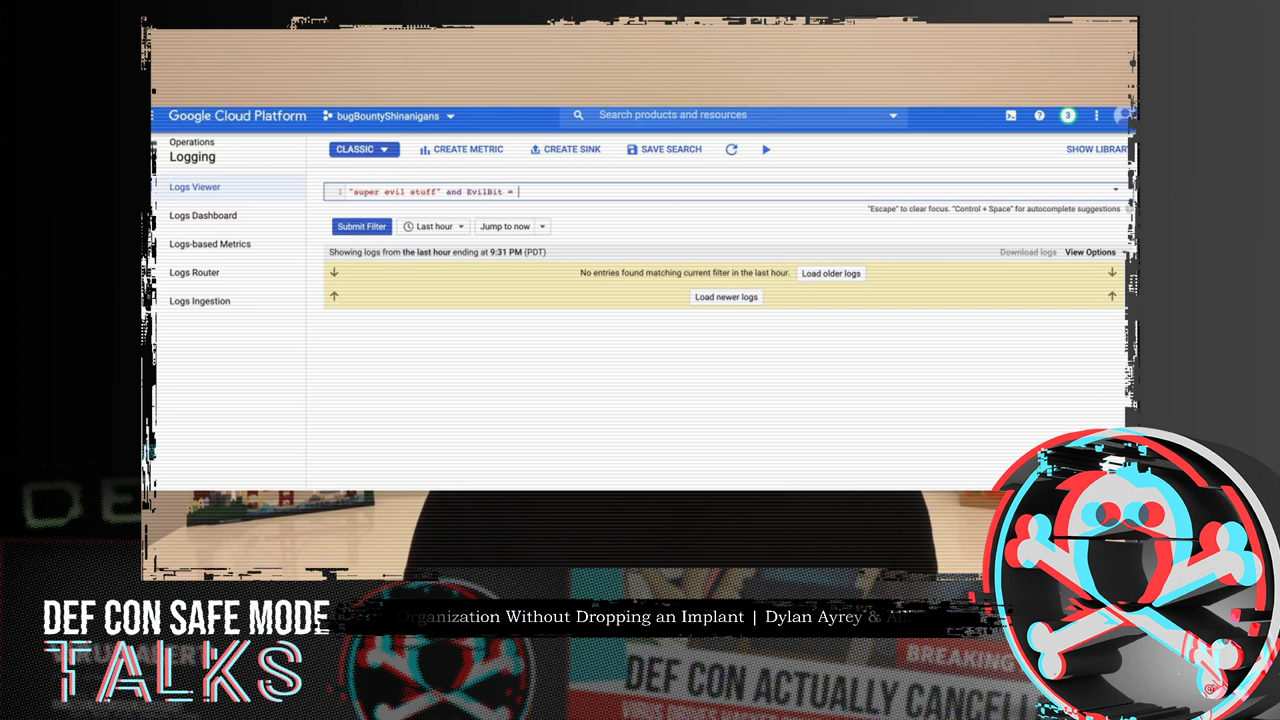 Google Cloud Platform
bugBountyShinanigans
Search products and resources
3
Operations
Logging
CLASSIC
CREATE METRIC
CREATE SINK
SAVE SEARCH
SHOW LIBRAR
Logs Viewer
1 "super evil stuff" and EvilBit =
"Escape" to clear focus. "Control + Space" for autocomplete suggestions
Logs Dashboard
Submit Filter
Last hour
Jump to now
Logs-based Metrics
Showing logs from the last hour ending at 9:31 PM (PDT)
Download logs
View Options
Logs Router
No entries found matching current filter in the last hour.
Load older logs
Logs Ingestion
Load newer logs
DE
DEF CON SAFE MODE
TALKS
Organization Without Dropping an Implant | Dylan Ayrey &
BREAKING
DEF CON ACTUALLY CANCELL